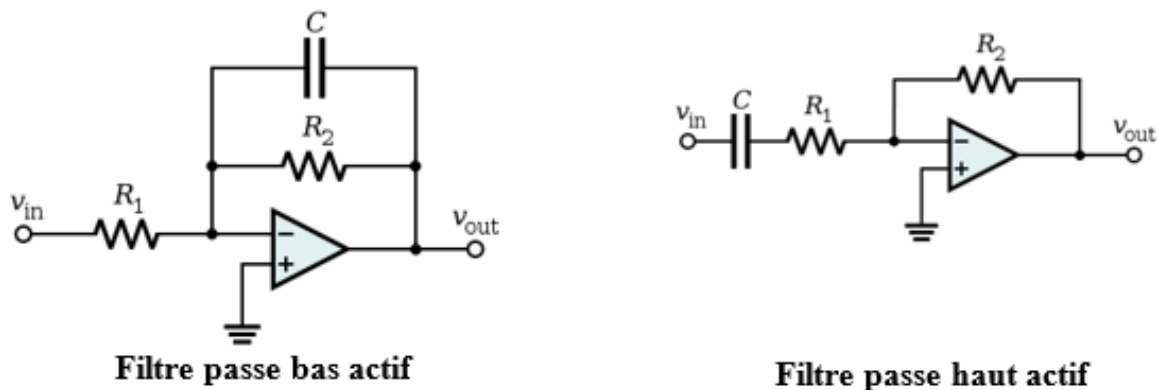 C
R2
R1
vin
vout
−
+
Filtre passe bas actif
R2
C
R1
vin
vout
−
+
Filtre passe haut actif